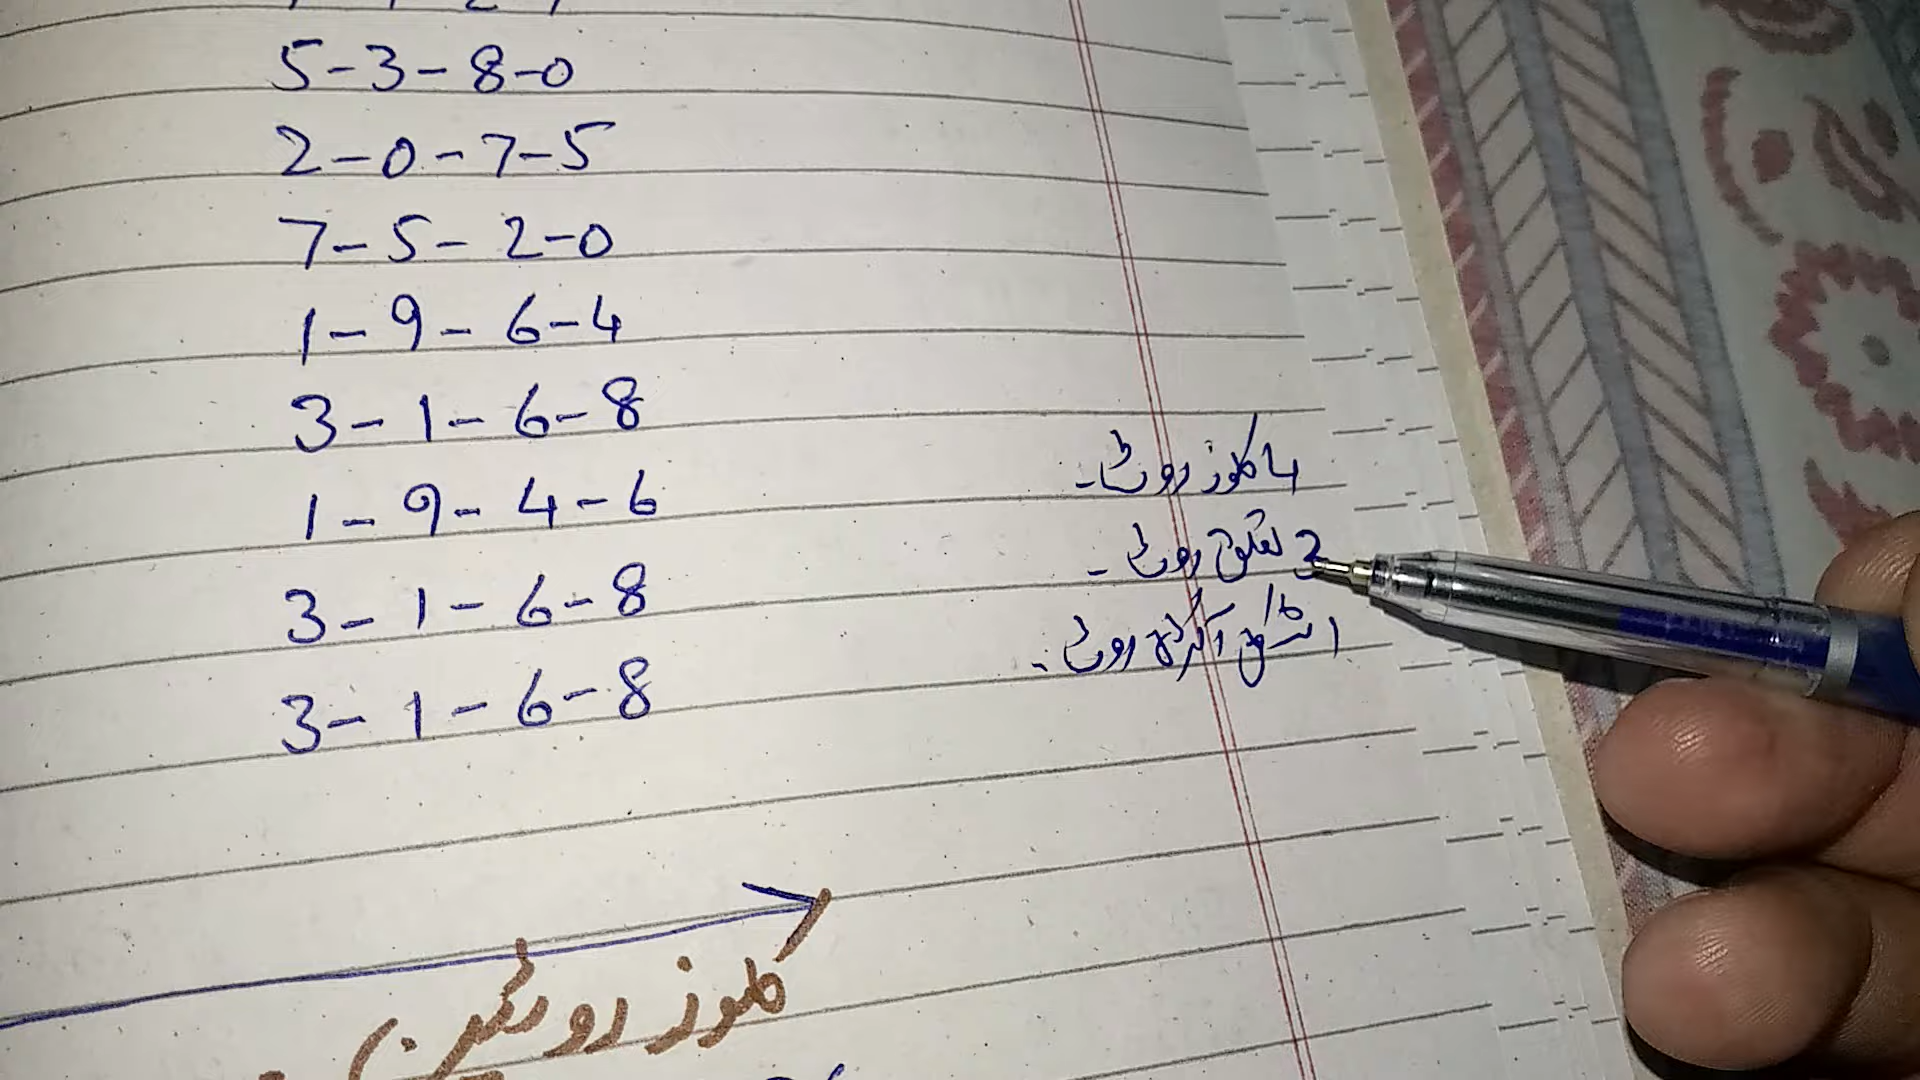 5-3-8-0
2-0-7-5
7-5-2-0
1-9-6-4
3-1-6-8
1-9-4-6
3-1-6-8
3-1-6-8
4 کلوز روٹ۔
روٹ۔
روٹ۔
کلوز روٹین